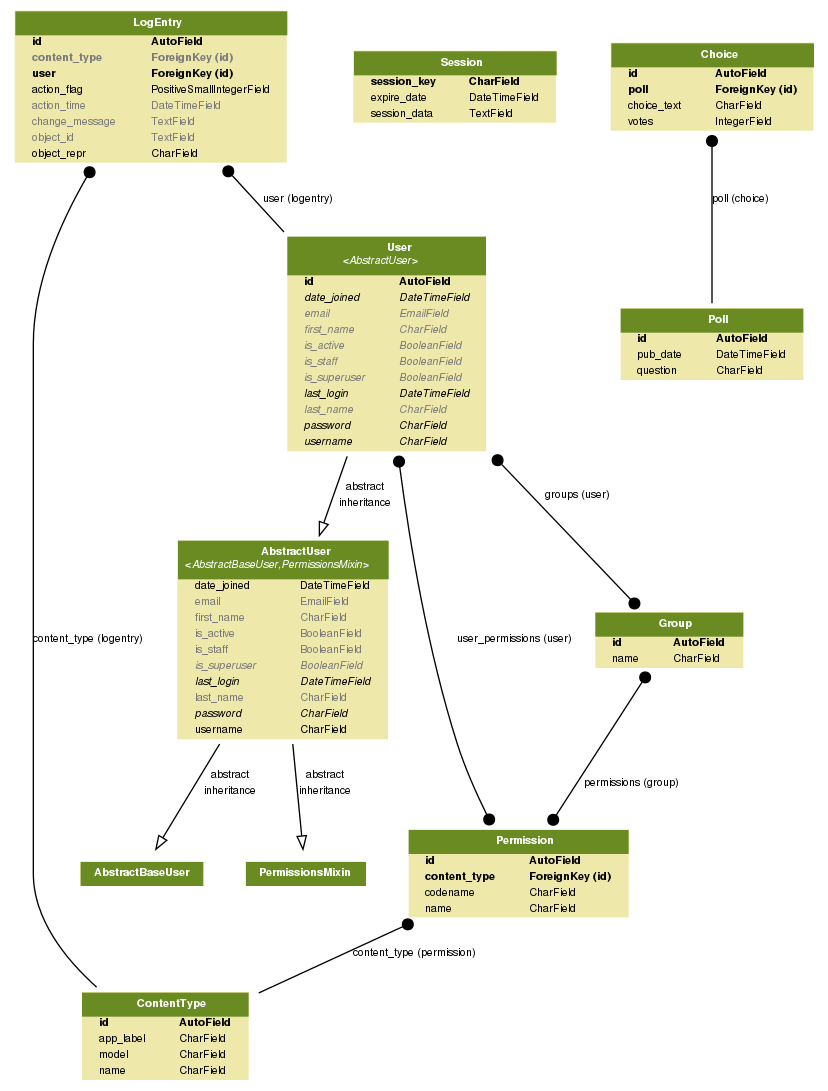 LogEntry
id AutoField
content_type ForeignKey (id)
user ForeignKey (id)
action_flag PositiveSmallIntegerField
action_time DateTimeField
change_message TextField
object_id TextField
object_repr CharField
Session
session_key CharField
expire_date DateTimeField
session_data TextField
Choice
id AutoField
poll ForeignKey (id)
choice_text CharField
votes IntegerField
user (logentry)
poll (choice)
User
<AbstractUser>
id AutoField
date_joined DateTimeField
email EmailField
first_name CharField
is_active BooleanField
is_staff BooleanField
is_superuser BooleanField
last_login DateTimeField
last_name CharField
password CharField
username CharField
Poll
id AutoField
pub_date DateTimeField
question CharField
abstract
inheritance
groups (user)
AbstractUser
<AbstractBaseUser,PermissionsMixin>
date_joined DateTimeField
email EmailField
first_name CharField
is_active BooleanField
is_staff BooleanField
is_superuser BooleanField
last_login DateTimeField
last_name CharField
password CharField
username CharField
content_type (logentry)
user_permissions (user)
Group
id AutoField
name CharField
abstract
inheritance
abstract
inheritance
permissions (group)
AbstractBaseUser
PermissionsMixin
Permission
id AutoField
content_type ForeignKey (id)
codename CharField
name CharField
content_type (permission)
ContentType
id AutoField
app_label CharField
model CharField
name CharField